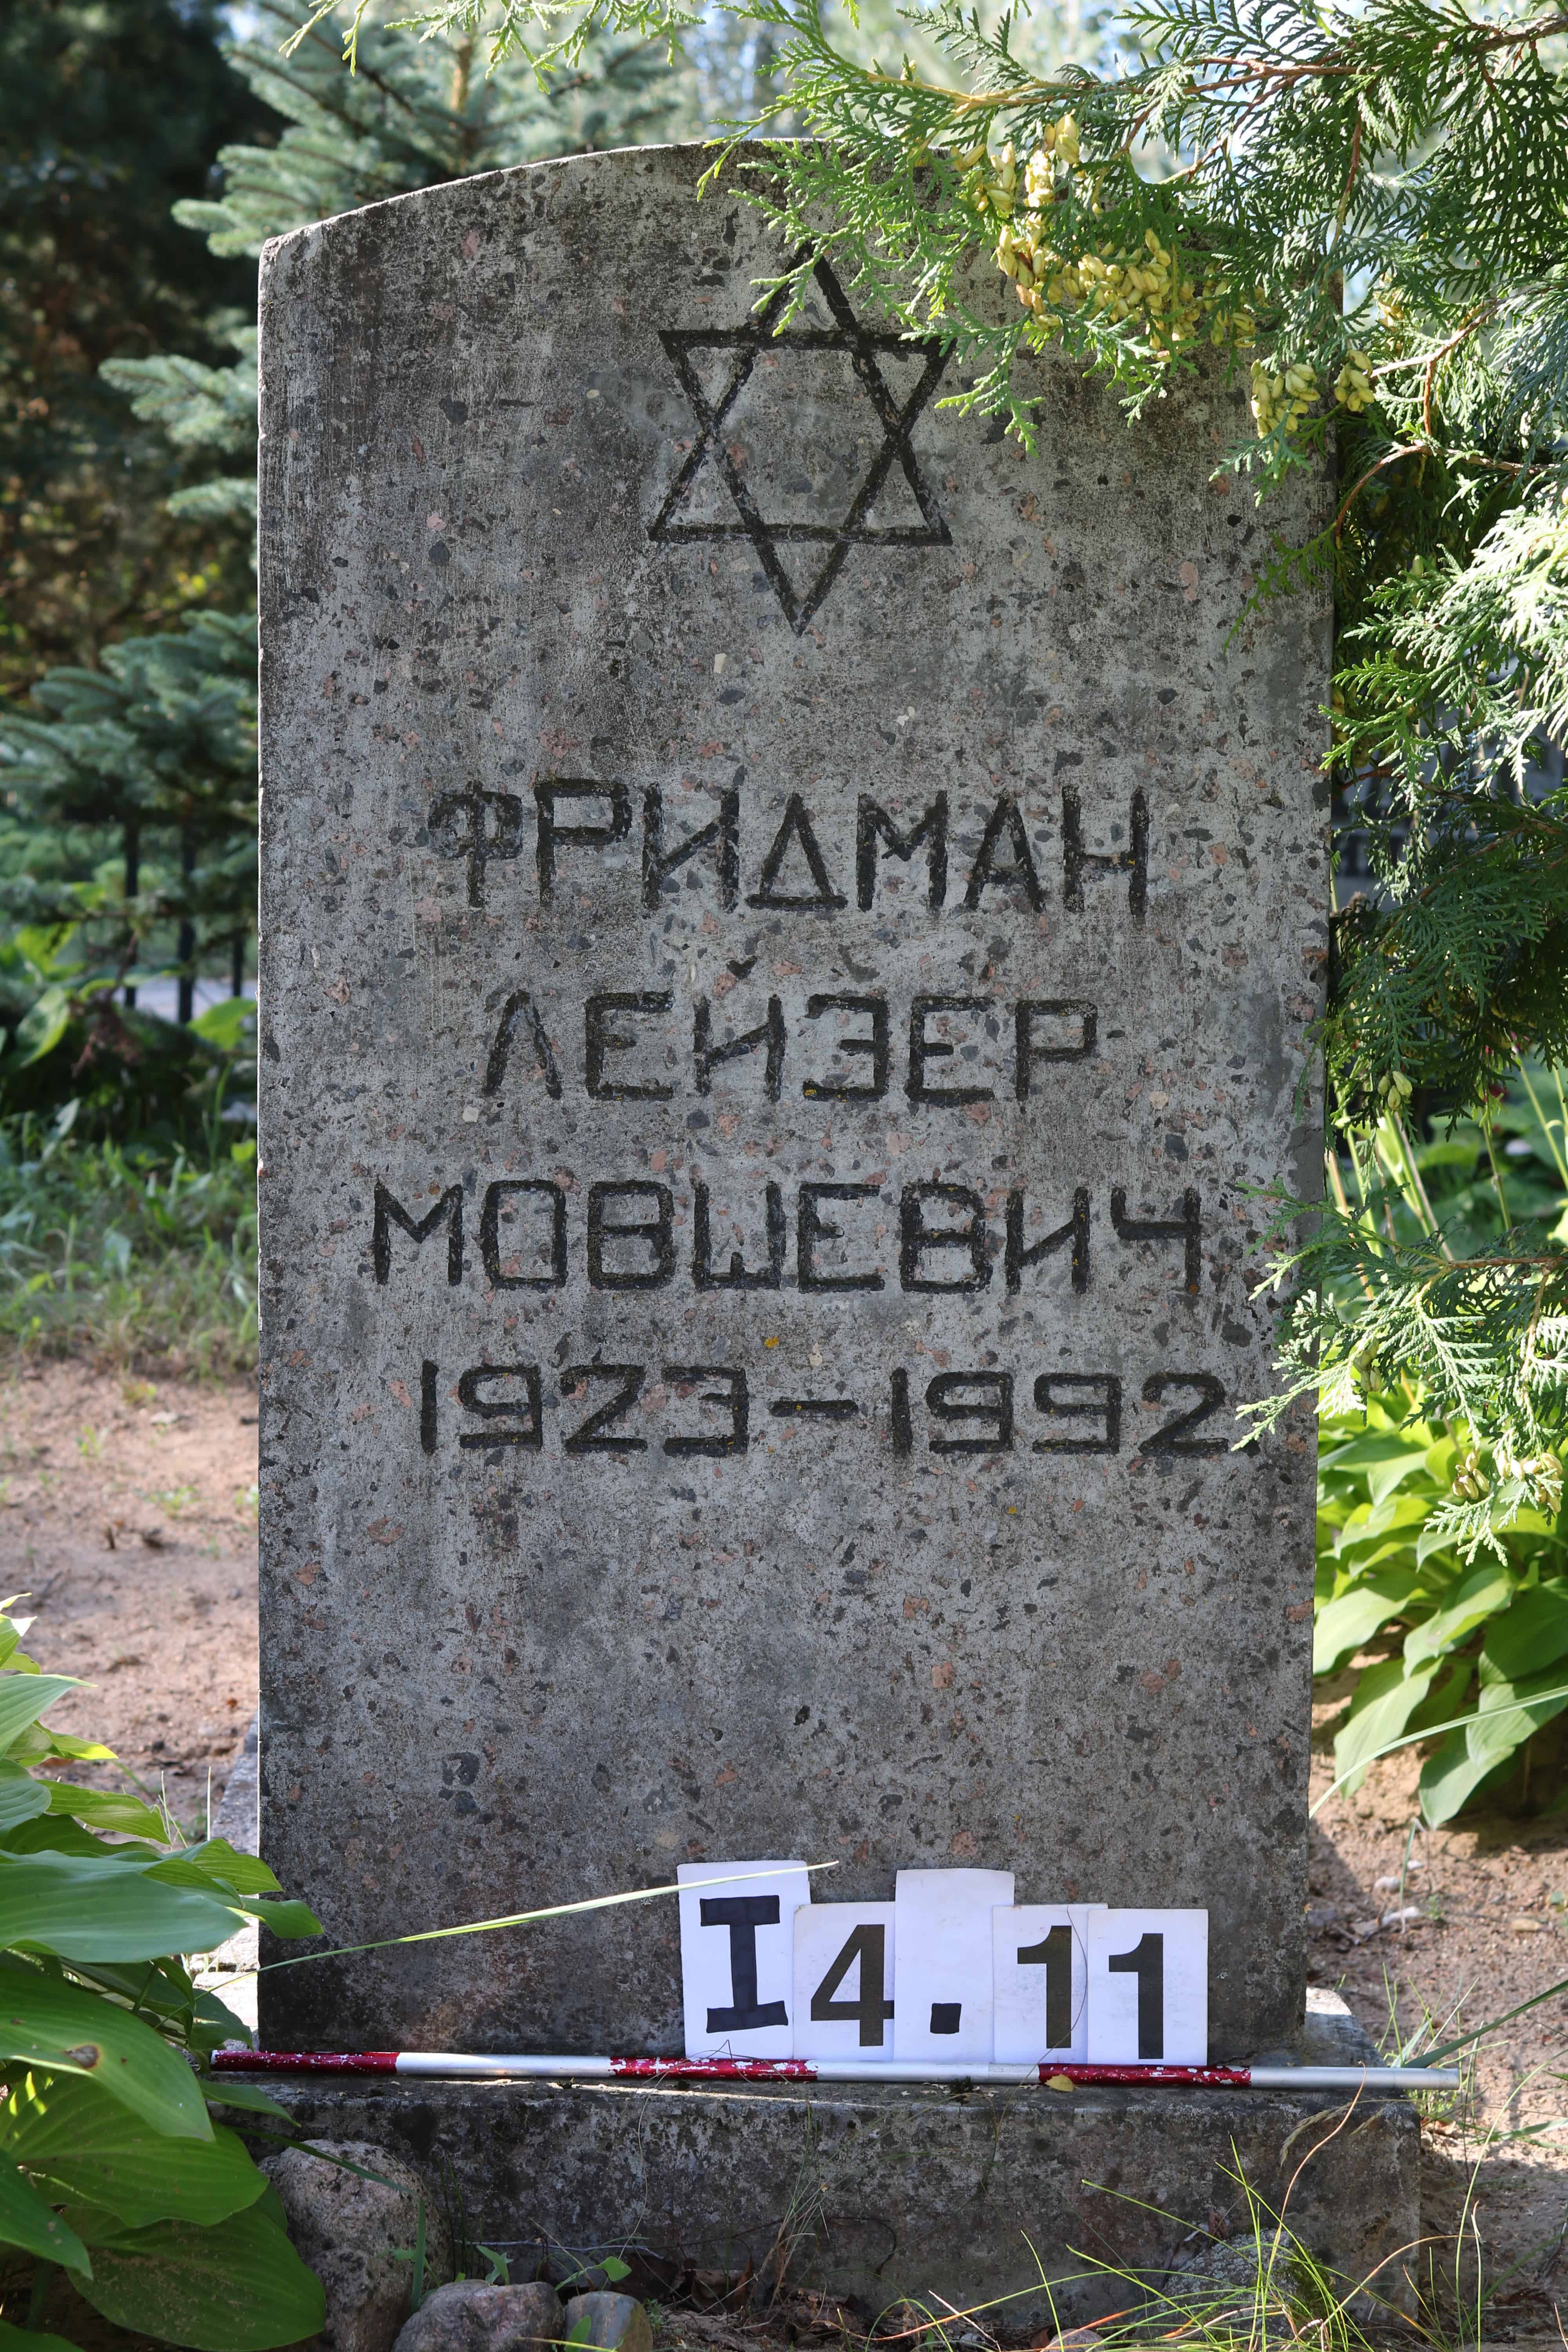 ФРИДМАН
ЛЕЙЗЕР
МОВШЕВИЧ
1923-1992.
I4.11